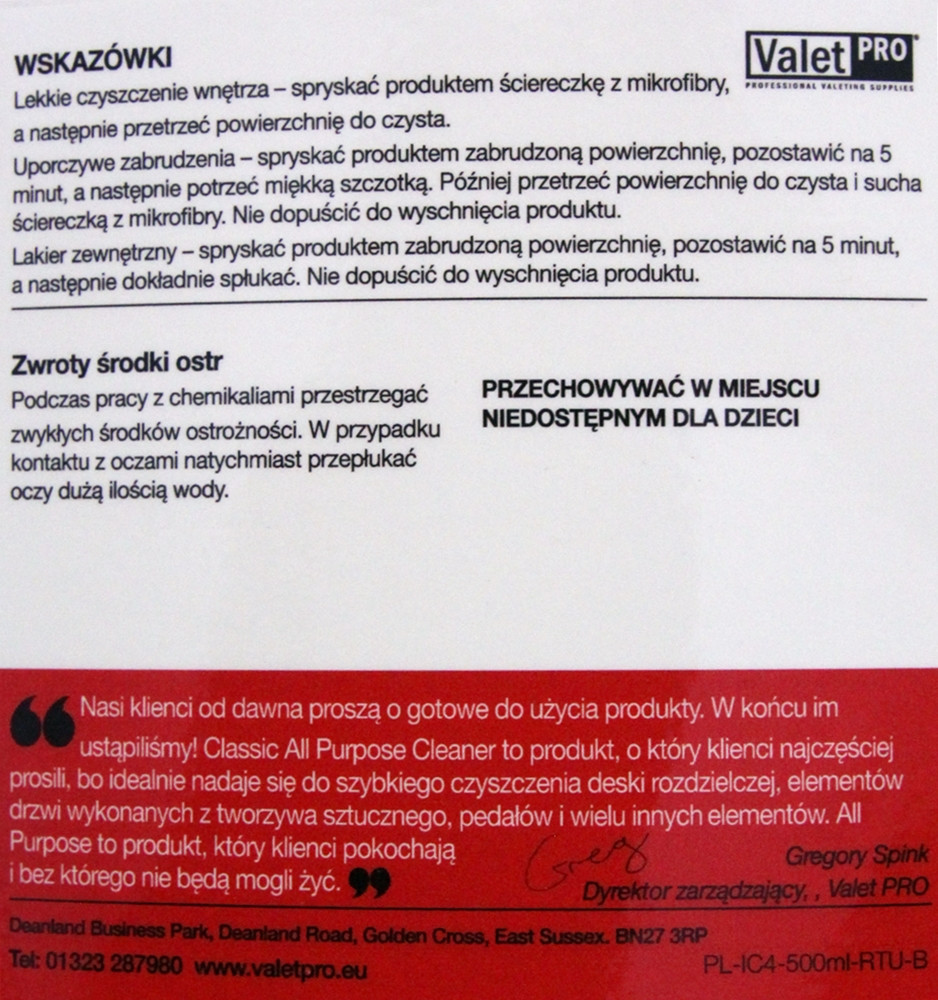 WSKAZÓWKI
Valet PRO
PROFESSIONAL VALETING SUPPLIES
Lekkie czyszczenie wnętrza – spryskać produktem ściereczkę z mikrofibry,
a następnie przetrzeć powierzchnię do czysta.
Uporczywe zabrudzenia – spryskać produktem zabrudzoną powierzchnię, pozostawić na 5
minut, a następnie potrzeć miękką szczotką. Później przetrzeć powierzchnię do czysta i sucha
ściereczką z mikrofibry. Nie dopuścić do wyschnięcia produktu.
Lakier zewnętrzny – spryskać produktem zabrudzoną powierzchnię, pozostawić na 5 minut,
a następnie dokładnie spłukać. Nie dopuścić do wyschnięcia produktu.
Zwroty środki ostr
Podczas pracy z chemikaliami przestrzegać
zwykłych środków ostrożności. W przypadku
kontaktu z oczami natychmiast przepłukać
oczy dużą ilością wody.
PRZECHOWYWAĆ W MIEJSCU
NIEDOSTĘPNYM DLA DZIECI
“ Nasi klienci od dawna proszą o gotowe do użycia produkty. W końcu im
ustąpiliśmy! Classic All Purpose Cleaner to produkt, o który klienci najczęściej
prosili, bo idealnie nadaje się do szybkiego czyszczenia deski rozdzielczej, elementów
drzwi wykonanych z tworzywa sztucznego, pedałów i wielu innych elementów. All
Purpose to produkt, który klienci pokochają
i bez którego nie będą mogli żyć. ”
Greg
Gregory Spink
Dyrektor zarządzający, , Valet PRO
Deanland Business Park, Deanland Road, Golden Cross, East Sussex. BN27 3RP
Tel: 01323 287980 www.valetpro.eu
PL-IC4-500ml-RTU-B